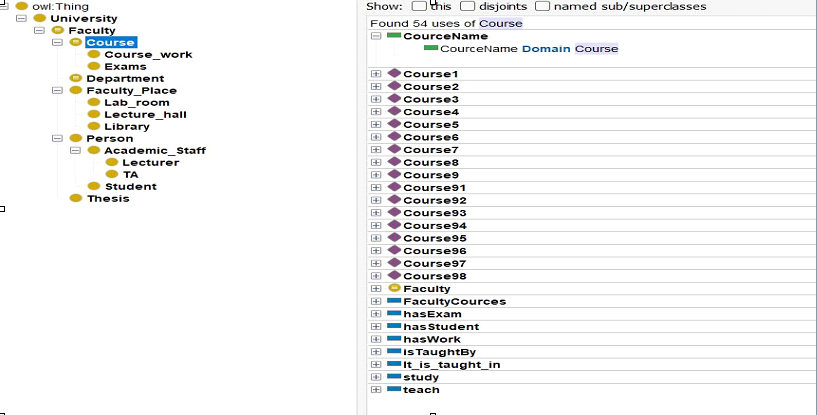 owl:Thing
University
Faculty
Course
Course_work
Exams
Department
Faculty_Place
Lab_room
Lecture_hall
Library
Person
Academic_Staff
Lecturer
TA
Student
Thesis
Show: this disjoints named sub/superclasses
Found 54 uses of Course
CourceName
CourceName Domain Course
Course1
Course2
Course3
Course4
Course5
Course6
Course7
Course8
Course9
Course91
Course92
Course93
Course94
Course95
Course96
Course97
Course98
Faculty
FacultyCources
hasExam
hasStudent
hasWork
isTaughtBy
It_is_taught_in
study
teach